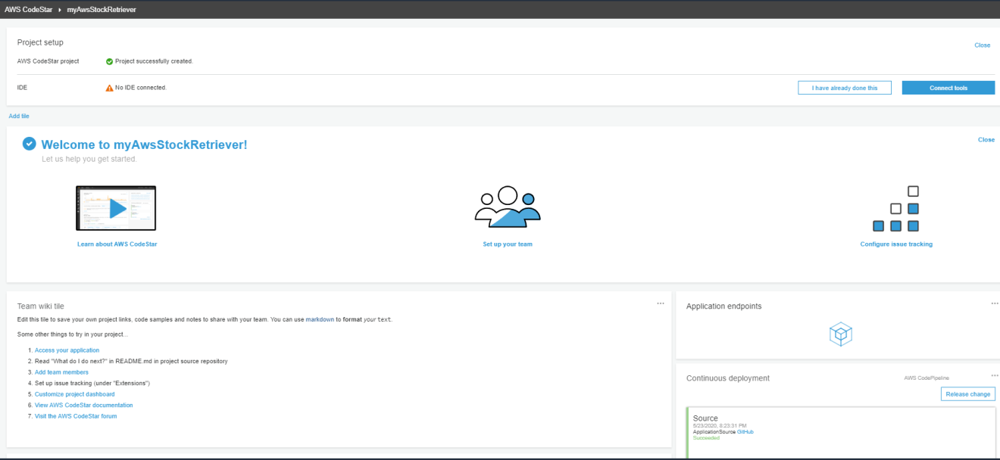 AWS CodeStar ▸ myAwsStockRetriever
Project setup
Close
AWS CodeStar project
Project successfully created.
IDE
No IDE connected.
I have already done this
Connect tools
Add tile
Welcome to myAwsStockRetriever!
Close
Let us help you get started.
Learn about AWS CodeStar
Set up your team
Configure issue tracking
Team wiki tile
Edit this tile to save your own project links, code samples and notes to share with your team. You can use markdown to format your text.
Some other things to try in your project...
1. Access your application
2. Read "What do I do next?" in README.md in project source repository
3. Add team members
4. Set up issue tracking (under "Extensions")
5. Customize project dashboard
6. View AWS CodeStar documentation
7. Visit the AWS CodeStar forum
Application endpoints
Continuous deployment
AWS CodePipeline
Release change
Source
5/23/2020, 8:23:31 PM
ApplicationSource GitHub
Succeeded